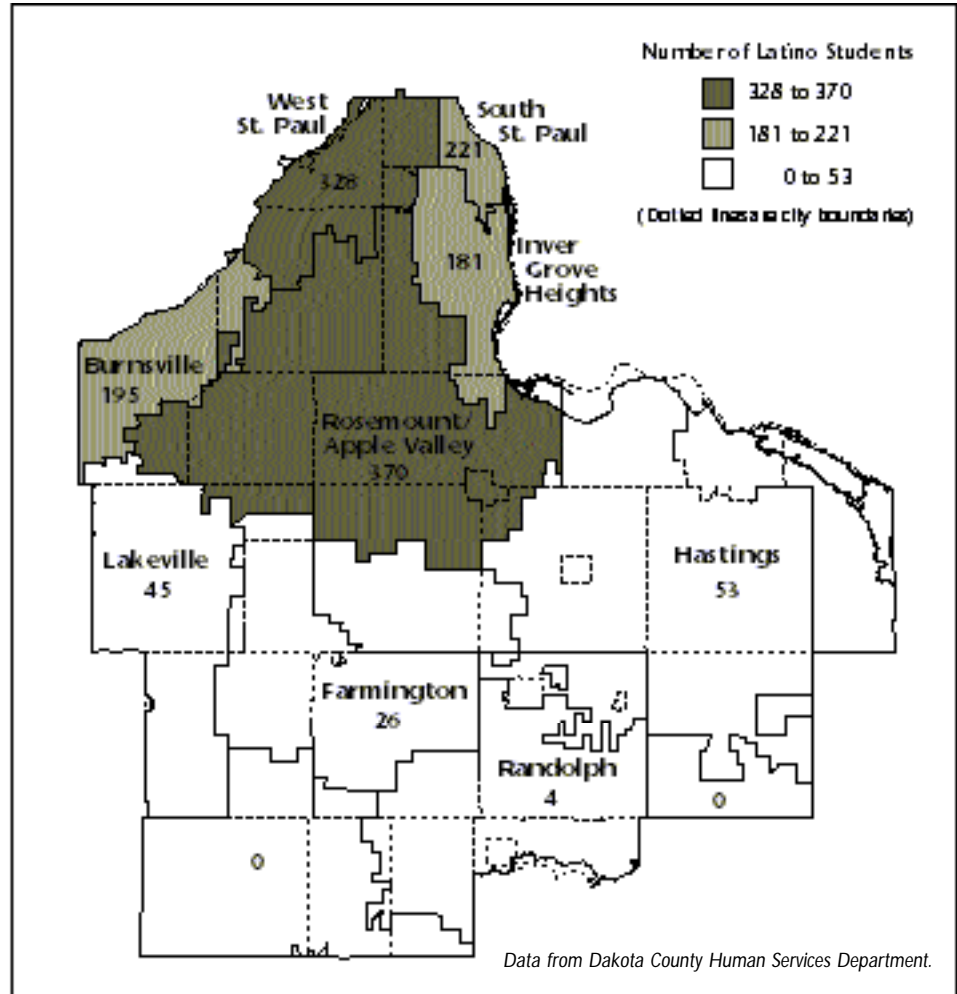 Number of Latino Students
328 to 370
181 to 221
0 to 53
(Dotted lines are city boundaries)
West
St. Paul
South
St. Paul
221
328
181
Inver
Grove
Heights
Burnsville
195
Rosemount/
Apple Valley
370
Lakeville
45
Hastings
53
Farmington
26
Randolph
4
0
0
Data from Dakota County Human Services Department.